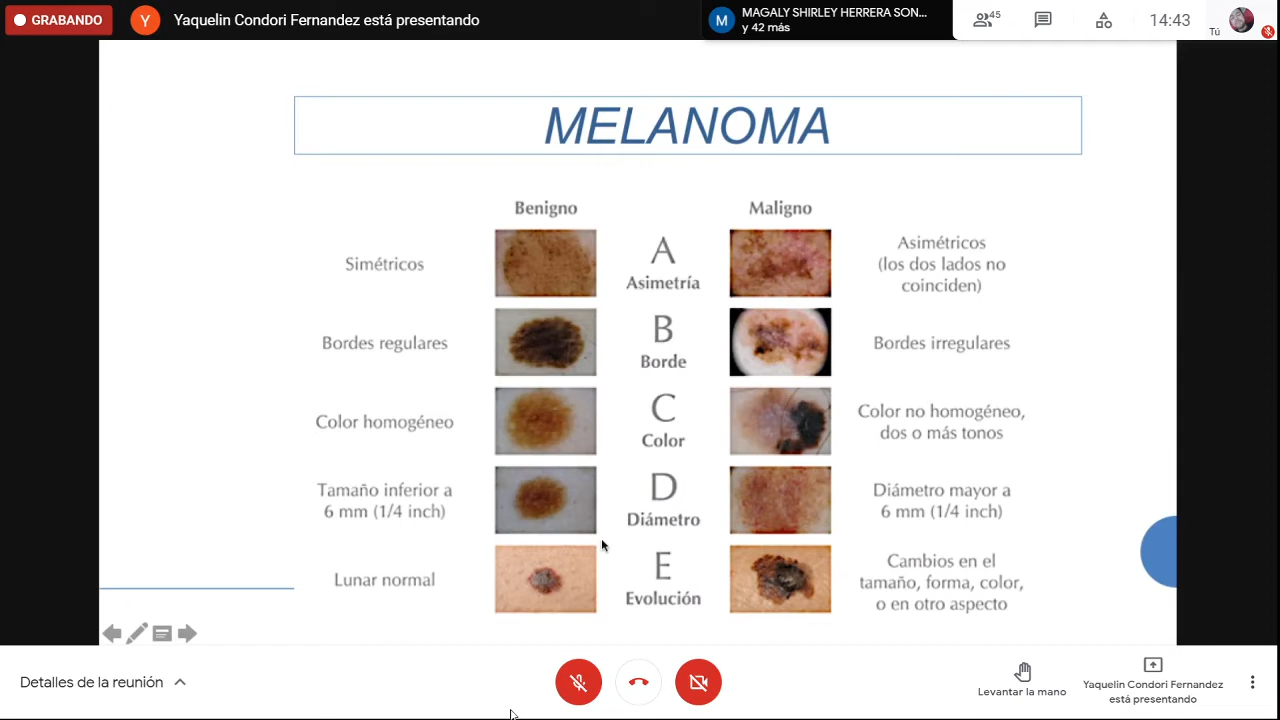 GRABANDO
Y
Yaquelin Condori Fernandez está presentando
M
MAGALY SHIRLEY HERRERA SON...
y 42 más
45
14:43
Tú
MELANOMA
Benigno
Maligno
Simétricos
A
Asimetría
Asimétricos
(los dos lados no
coinciden)
Bordes regulares
B
Borde
Bordes irregulares
Color homogéneo
C
Color
Color no homogéneo,
dos o más tonos
Tamaño inferior a
6 mm (1/4 inch)
D
Diámetro
Diámetro mayor a
6 mm (1/4 inch)
Lunar normal
E
Evolución
Cambios en el
tamaño, forma, color,
o en otro aspecto
Detalles de la reunión
Levantar la mano
Yaquelin Condori Fernandez
está presentando